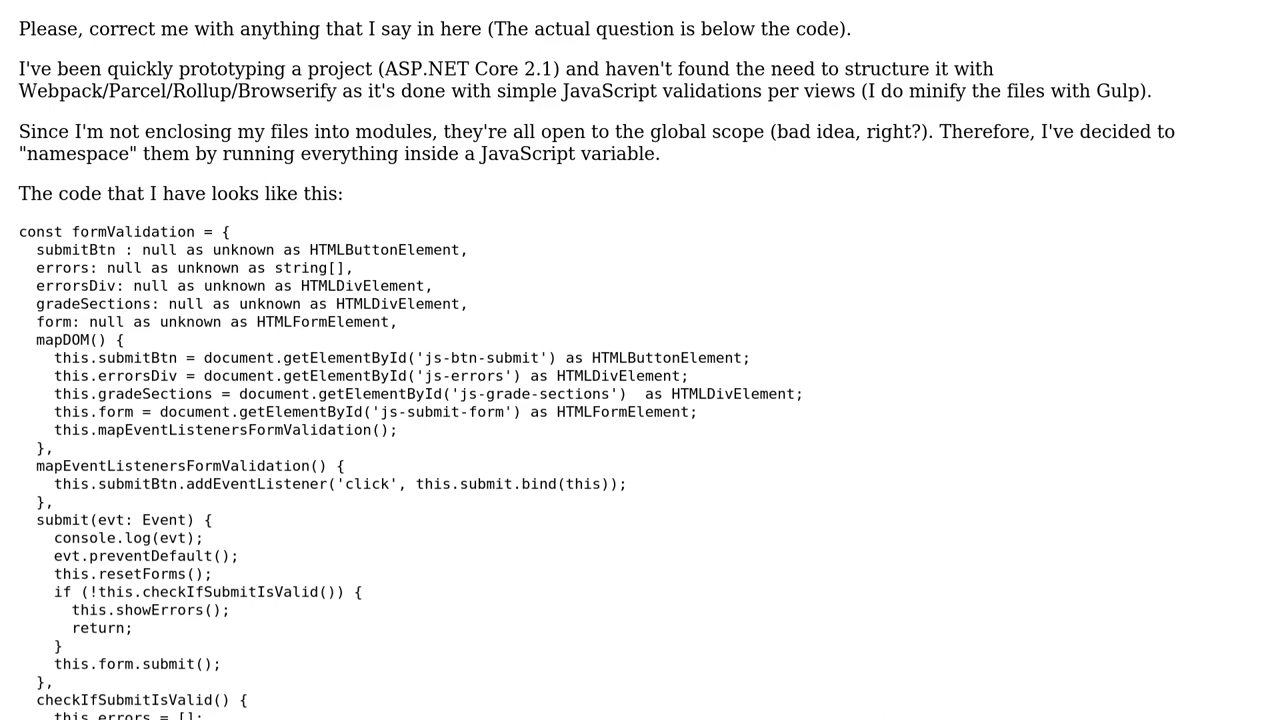 Please, correct me with anything that I say in here (The actual question is below the code).
I've been quickly prototyping a project (ASP.NET Core 2.1) and haven't found the need to structure it with
Webpack/Parcel/Rollup/Browserify as it's done with simple JavaScript validations per views (I do minify the files with Gulp).
Since I'm not enclosing my files into modules, they're all open to the global scope (bad idea, right?). Therefore, I've decided to
"namespace" them by running everything inside a JavaScript variable.
The code that I have looks like this:
const formValidation = {
  submitBtn : null as unknown as HTMLButtonElement,
  errors: null as unknown as string[],
  errorsDiv: null as unknown as HTMLDivElement,
  gradeSections: null as unknown as HTMLDivElement,
  form: null as unknown as HTMLFormElement,
  mapDOM() {
    this.submitBtn = document.getElementById('js-btn-submit') as HTMLButtonElement;
    this.errorsDiv = document.getElementById('js-errors') as HTMLDivElement;
    this.gradeSections = document.getElementById('js-grade-sections')  as HTMLDivElement;
    this.form = document.getElementById('js-submit-form') as HTMLFormElement;
    this.mapEventListenersFormValidation();
  },
  mapEventListenersFormValidation() {
    this.submitBtn.addEventListener('click', this.submit.bind(this));
  },
  submit(evt: Event) {
    console.log(evt);
    evt.preventDefault();
    this.resetForms();
    if (!this.checkIfSubmitIsValid()) {
      this.showErrors();
      return;
    }
    this.form.submit();
  },
  checkIfSubmitIsValid() {
    this.errors = [];